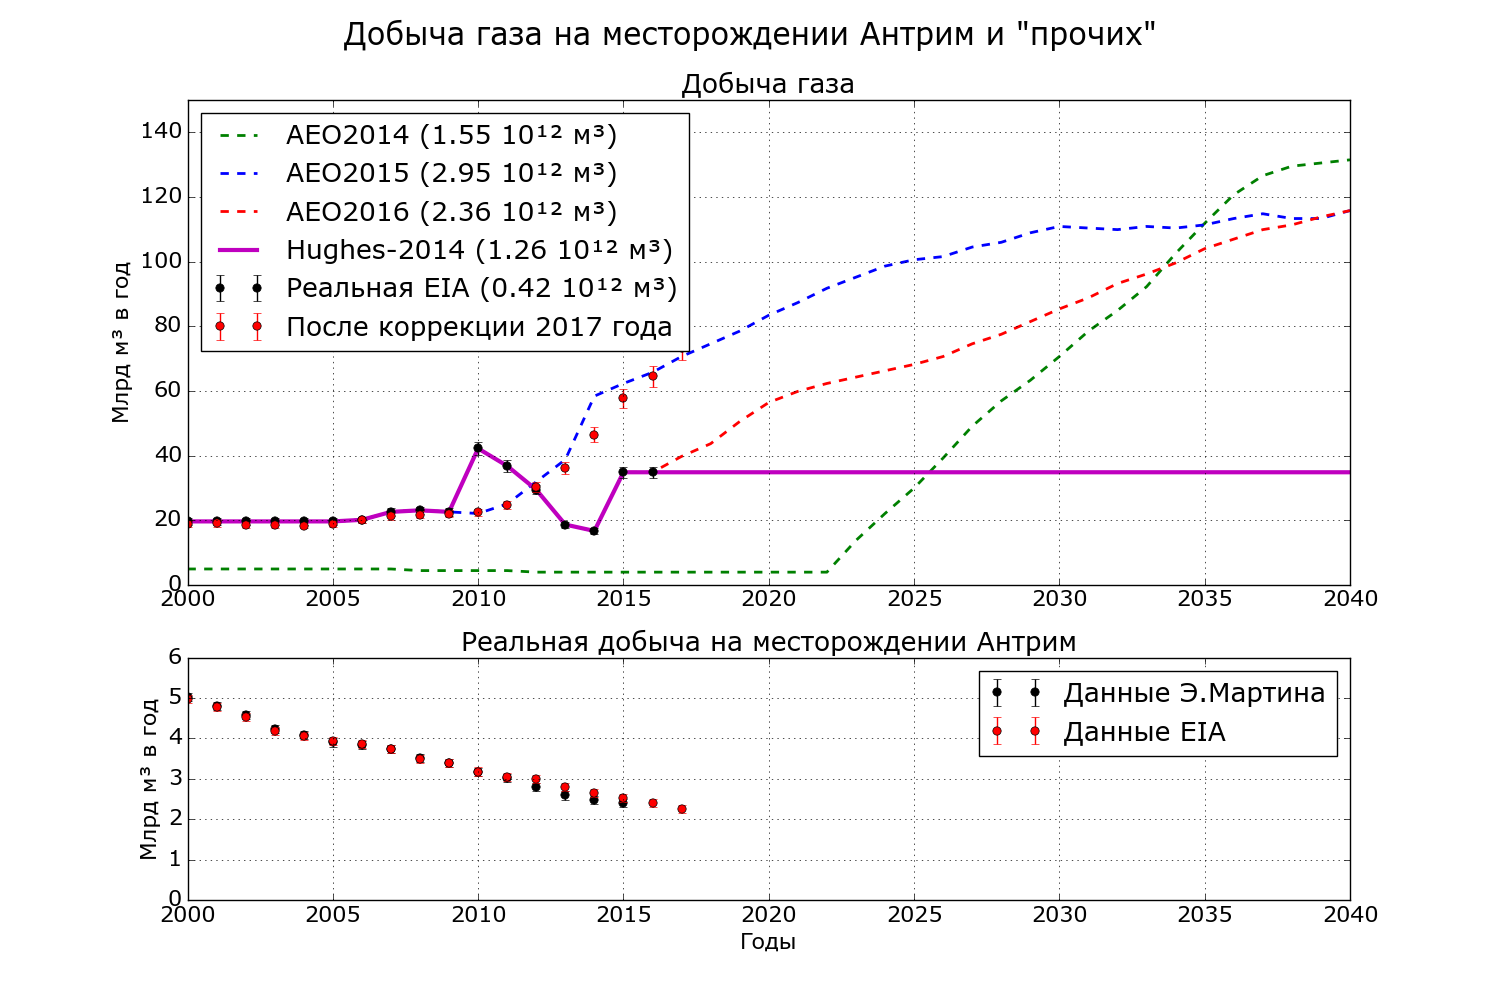 Добыча газа на месторождении Антрим и "прочих"
Добыча газа
Млрд м³ в год
140
120
100
80
60
40
20
0
AEO2014 (1.55 10¹² м³)
AEO2015 (2.95 10¹² м³)
AEO2016 (2.36 10¹² м³)
Hughes-2014 (1.26 10¹² м³)
Реальная EIA (0.42 10¹² м³)
После коррекции 2017 года
2000 2005 2010 2015 2020 2025 2030 2035 2040
Реальная добыча на месторождении Антрим
Млрд м³ в год
6
5
4
3
2
1
0
Данные Э.Мартина
Данные EIA
2000 2005 2010 2015 2020 2025 2030 2035 2040
Годы